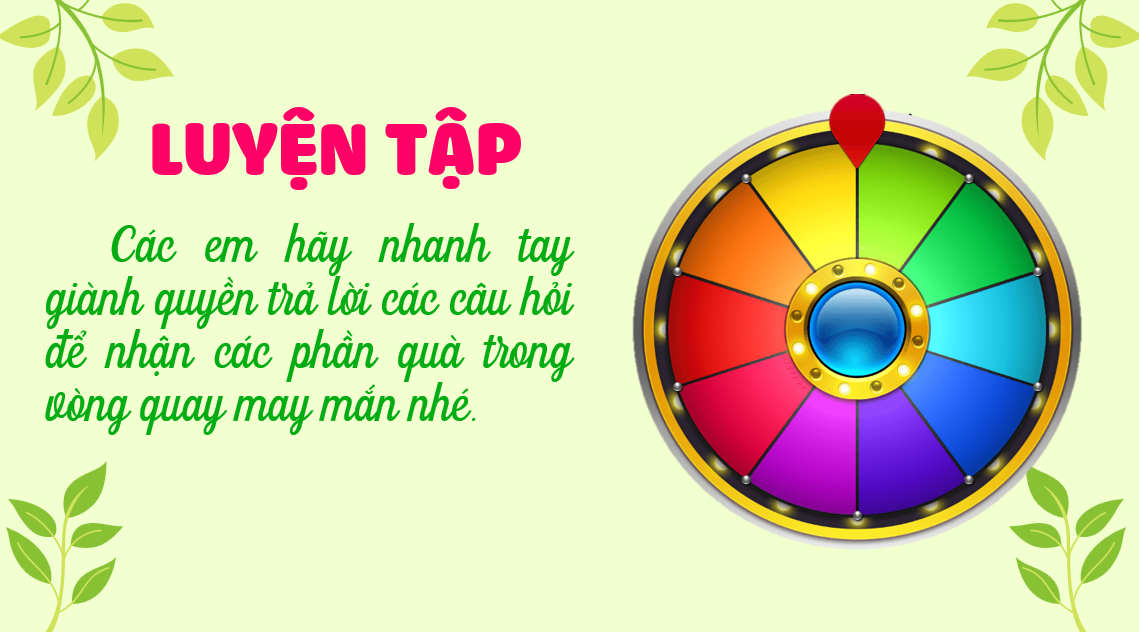 LUYỆN TẬP
Các em hãy nhanh tay
giành quyền trả lời các câu hỏi
để nhận các phần quà trong
vòng quay may mắn nhé.